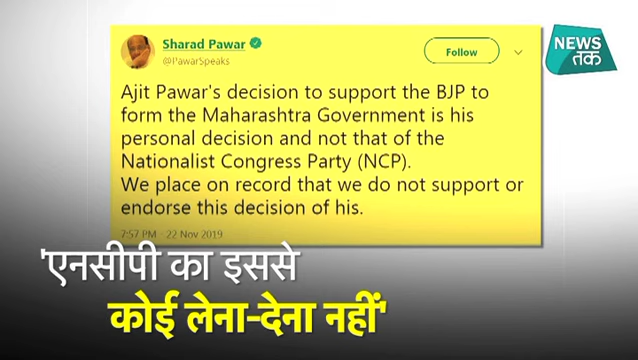 Sharad Pawar
@PawarSpeaks
Follow
NEWS
तक
Ajit Pawar's decision to support the BJP to
form the Maharashtra Government is his
personal decision and not that of the
Nationalist Congress Party (NCP).
We place on record that we do not support or
endorse this decision of his.
7:57 PM - 22 Nov 2019
'एनसीपी का इससे
कोई लेना-देना नहीं'